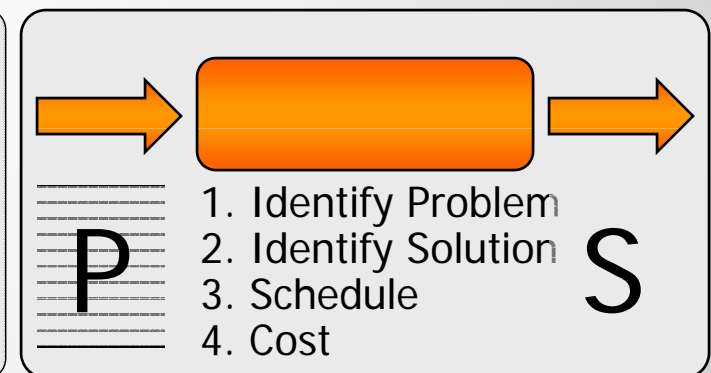 1. Identify Problem
2. Identify Solution
3. Schedule
4. Cost
P
S